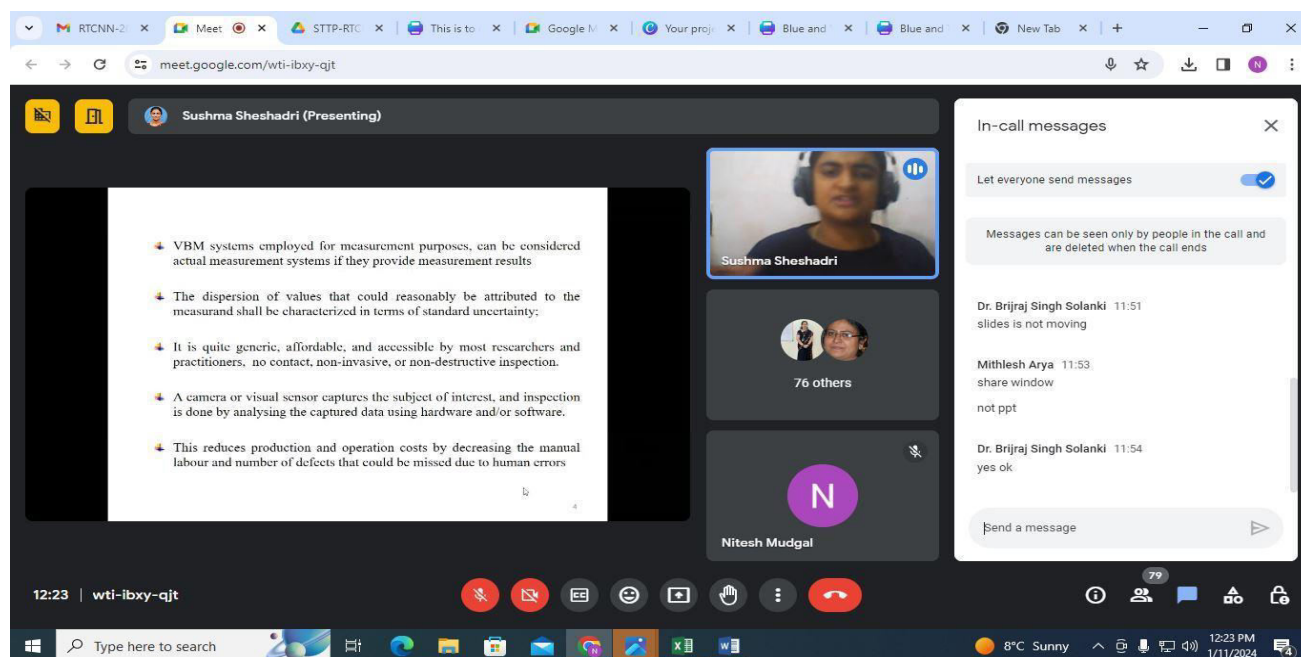 RTCNN-2
Meet
STTP-RTC
This is to
Google M
Your proj
Blue and
Blue and
New Tab
meet.google.com/wti-ibxy-qjt
N
Sushma Sheshadri (Presenting)
VBM systems employed for measurement purposes, can be considered
actual measurement systems if they provide measurement results
The dispersion of values that could reasonably be attributed to the
measurand shall be characterized in terms of standard uncertainty;
It is quite generic, affordable, and accessible by most researchers and
practitioners, no contact, non-invasive, or non-destructive inspection.
A camera or visual sensor captures the subject of interest, and inspection
is done by analysing the captured data using hardware and/or software.
This reduces production and operation costs by decreasing the manual
labour and number of defects that could be missed due to human errors
4
Sushma Sheshadri
76 others
N
Nitesh Mudgal
In-call messages
Let everyone send messages
Messages can be seen only by people in the call and
are deleted when the call ends
Dr. Brijraj Singh Solanki 11:51
slides is not moving
Mithlesh Arya 11:53
share window
not ppt
Dr. Brijraj Singh Solanki 11:54
yes ok
Send a message
12:23 | wti-ibxy-qjt
79
Type here to search
8°C Sunny
12:23 PM
1/11/2024
4